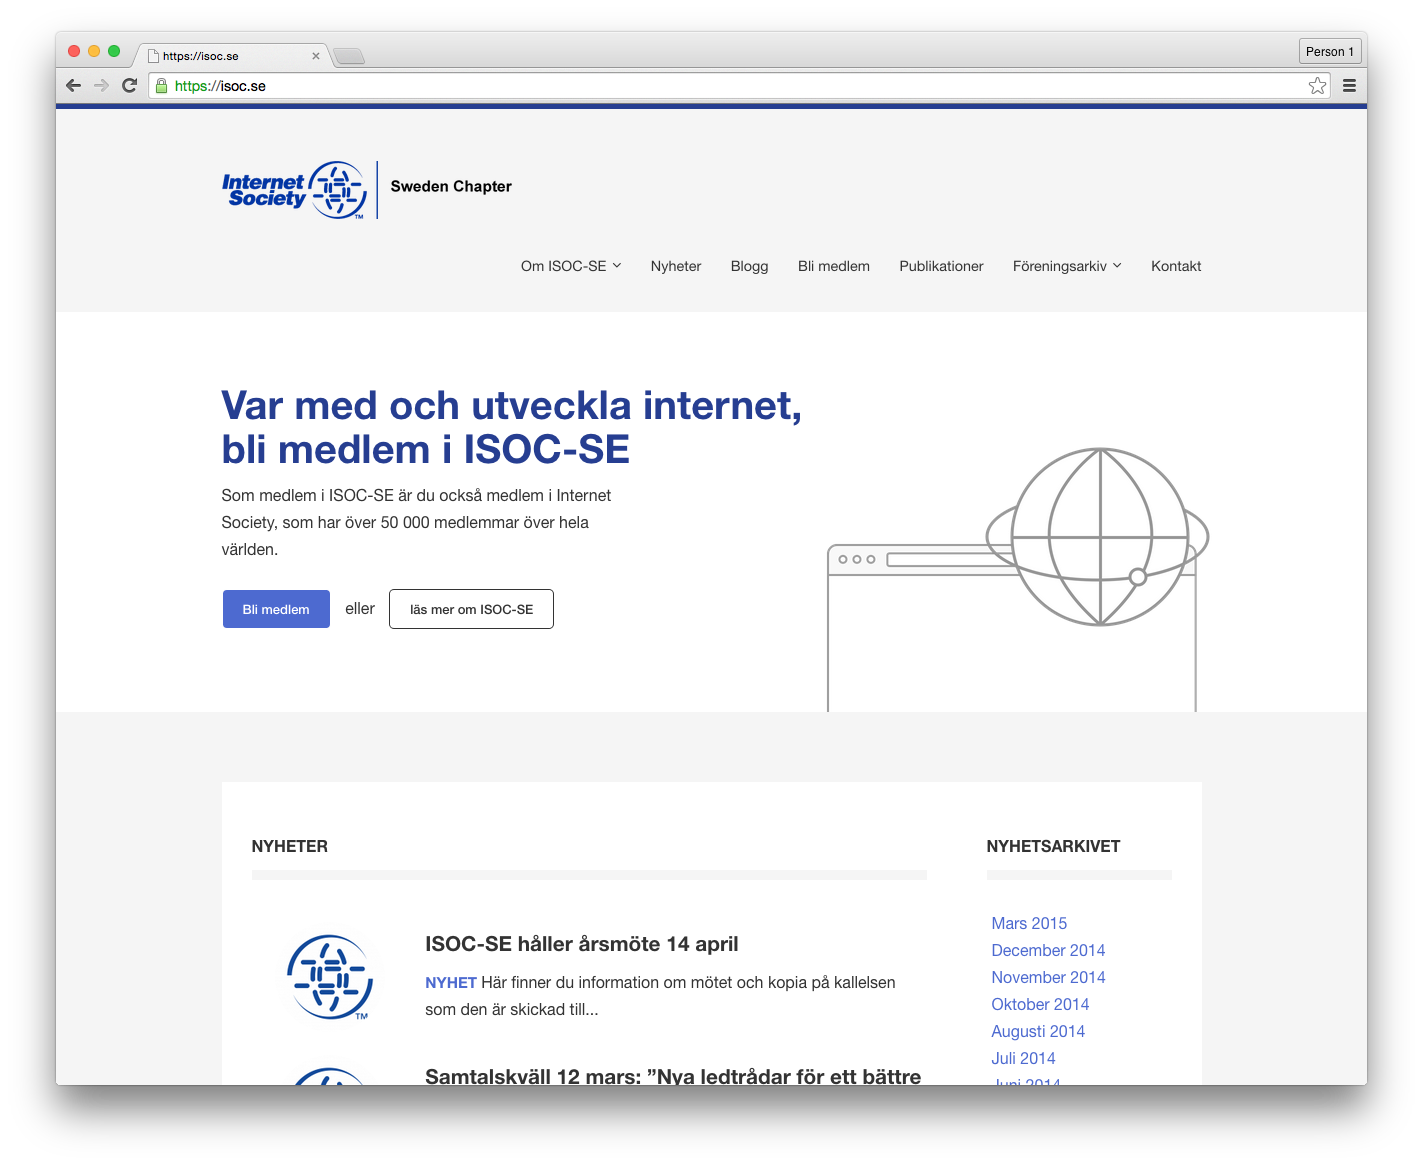 https://isoc.se
Person 1
https://isoc.se
Internet
Society
TM
Sweden Chapter
Om ISOC-SE Nyheter Blogg Bli medlem Publikationer Föreningsarkiv Kontakt
Var med och utveckla internet,
bli medlem i ISOC-SE
Som medlem i ISOC-SE är du också medlem i Internet
Society, som har över 50 000 medlemmar över hela
världen.
Bli medlem eller läs mer om ISOC-SE
NYHETER
TM
ISOC-SE håller årsmöte 14 april
NYHET Här finner du information om mötet och kopia på kallelsen
som den är skickad till...
Samtalskväll 12 mars: ”Nya ledtrådar för ett bättre
NYHETSARKIVET
Mars 2015
December 2014
November 2014
Oktober 2014
Augusti 2014
Juli 2014
Juni 2014